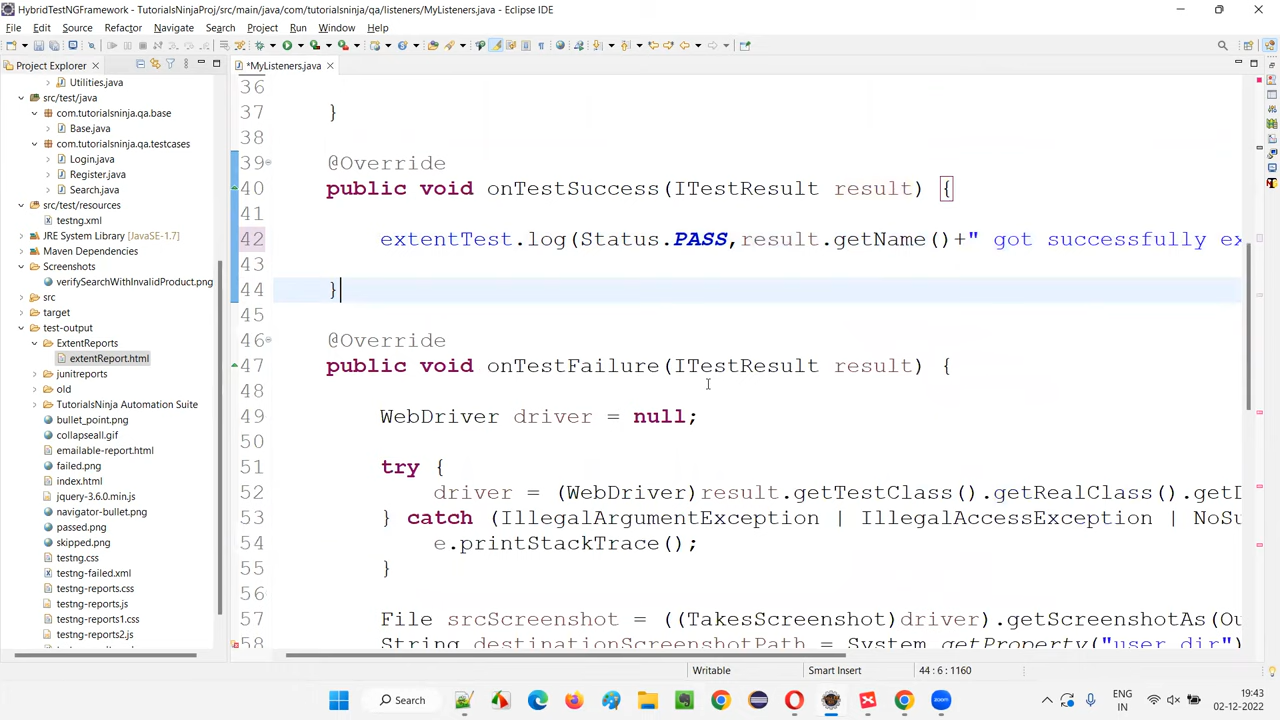 HybridTestNGFramework - TutorialsNinjaProj/src/main/java/com/tutorialsninja/qa/listeners/MyListeners.java - Eclipse IDE
File Edit Source Refactor Navigate Search Project Run Window Help
Project Explorer
*MyListeners.java
Utilities.java
src/test/java
com.tutorialsninja.qa.base
Base.java
com.tutorialsninja.qa.testcases
Login.java
Register.java
Search.java
src/test/resources
testng.xml
JRE System Library [JavaSE-1.7]
Maven Dependencies
Screenshots
verifySearchWithInvalidProduct.png
src
target
test-output
ExtentReports
extentReport.html
junitreports
old
TutorialsNinja Automation Suite
bullet_point.png
collapseall.gif
emailable-report.html
failed.png
index.html
jquery-3.6.0.min.js
navigator-bullet.png
passed.png
skipped.png
testng.css
testng-failed.xml
testng-reports.css
testng-reports.js
testng-reports1.css
testng-reports2.js
36
37 }
38
39 @Override
40 public void onTestSuccess(ITestResult result) {
41
42 extentTest.log(Status.PASS,result.getName()+" got successfully ex
43
44 }
45
46 @Override
47 public void onTestFailure(ITestResult result) {
48
49 WebDriver driver = null;
50
51 try {
52 driver = (WebDriver)result.getTestClass().getRealClass().getD
53 } catch (IllegalArgumentException | IllegalAccessException | NoSu
54 e.printStackTrace();
55 }
56
57 File srcScreenshot = ((TakesScreenshot)driver).getScreenshotAs(Ou
58 String destinationScreenshotPath = System.getProperty("user.dir")
Writable Smart Insert 44 : 6 : 1160
Search
ENG
IN
19:43
02-12-2022